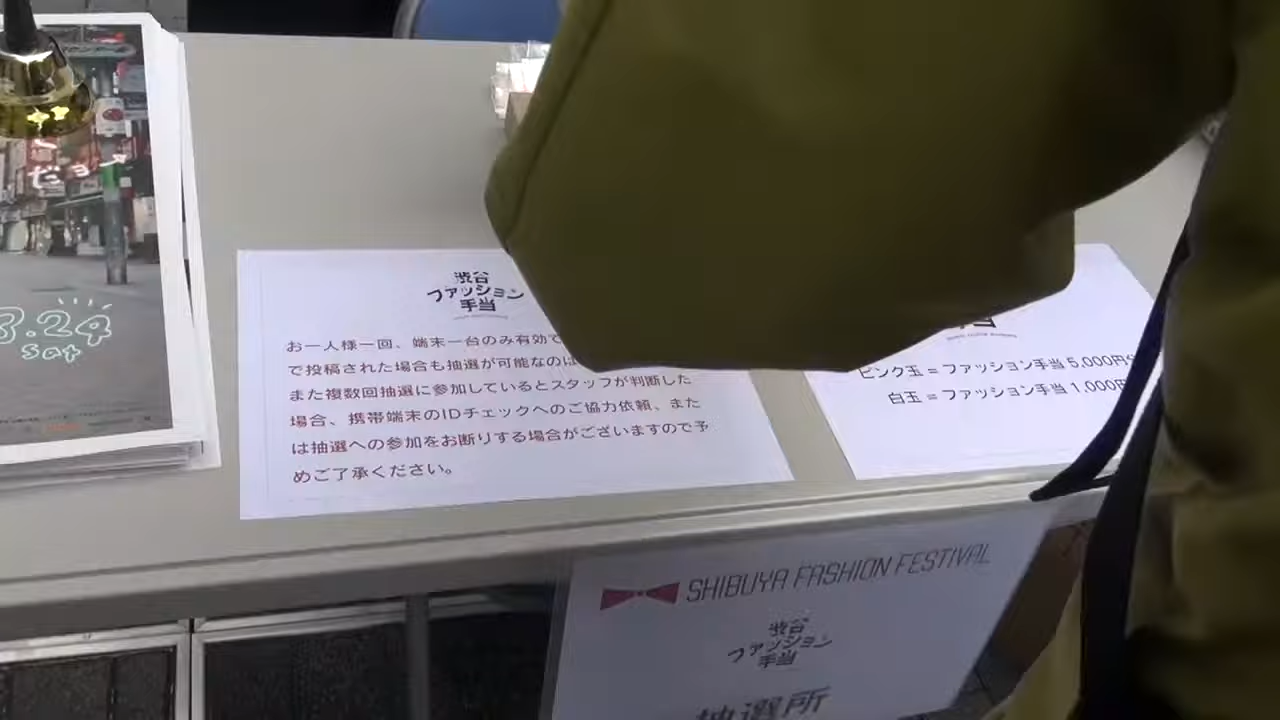 だョ
3.24
sat
渋谷
ファッション
手当
お一人様一回、端末一台のみ有効で
で投稿された場合も抽選が可能なのは
また複数回抽選に参加しているとスタッフが判断した
場合、携帯端末のIDチェックへのご協力依頼、また
は抽選への参加をお断りする場合がございますので予
めご了承ください。
ピンク玉 = ファッション手当 5,000円
白玉 = ファッション手当 1,000円
SHIBUYA FASHION FESTIVAL
渋谷
ファッション
手当
抽選所